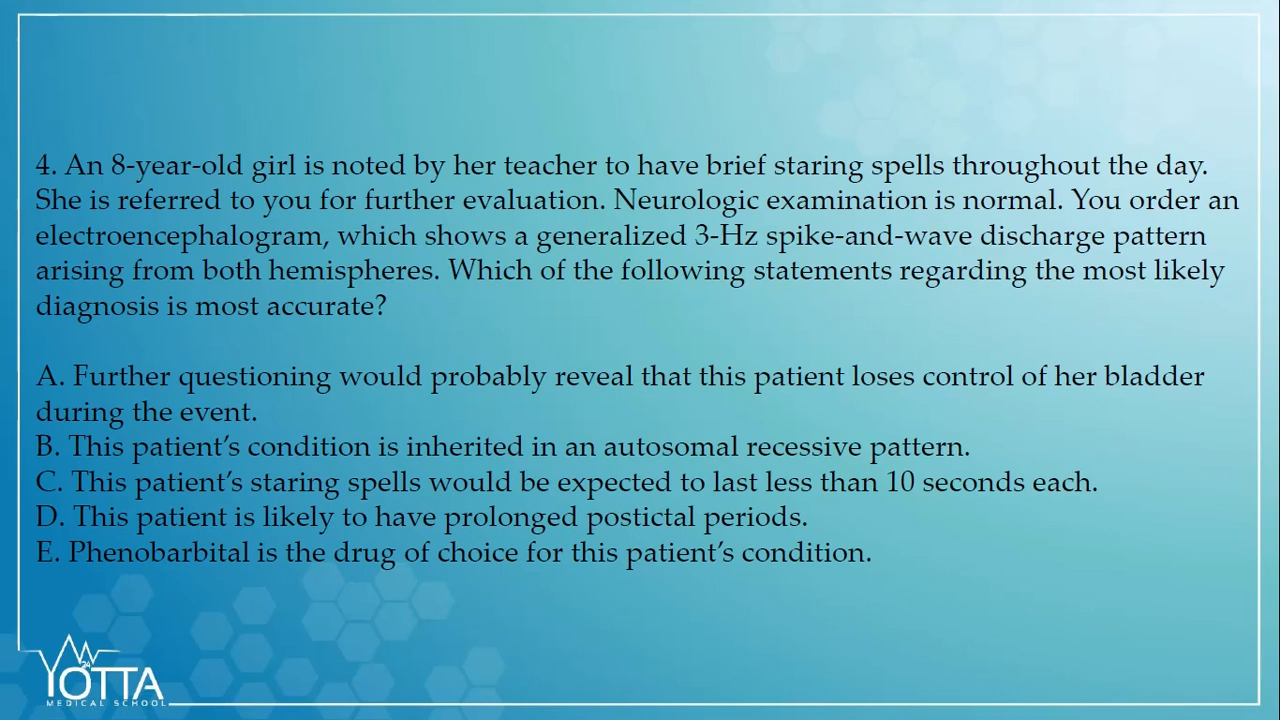 4. An 8-year-old girl is noted by her teacher to have brief staring spells throughout the day.
She is referred to you for further evaluation. Neurologic examination is normal. You order an
electroencephalogram, which shows a generalized 3-Hz spike-and-wave discharge pattern
arising from both hemispheres. Which of the following statements regarding the most likely
diagnosis is most accurate?
A. Further questioning would probably reveal that this patient loses control of her bladder
during the event.
B. This patient’s condition is inherited in an autosomal recessive pattern.
C. This patient’s staring spells would be expected to last less than 10 seconds each.
D. This patient is likely to have prolonged postictal periods.
E. Phenobarbital is the drug of choice for this patient’s condition.
24
YOTTA
MEDICAL SCHOOL